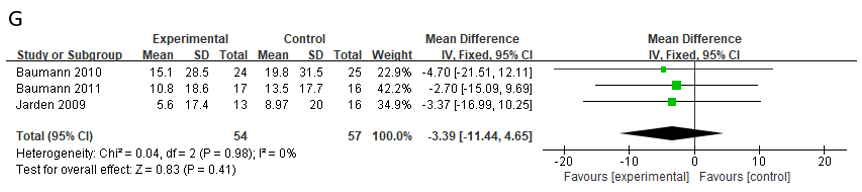 G
Experimental Control Mean Difference Mean Difference
Study or Subgroup Mean SD Total Mean SD Total Weight IV, Fixed, 95% CI IV, Fixed, 95% CI
Baumann 2010 15.1 28.5 24 19.8 31.5 25 22.9% -4.70 [-21.51, 12.11]
Baumann 2011 10.8 18.6 17 13.5 17.7 16 42.2% -2.70 [-15.09, 9.69]
Jarden 2009 5.6 17.4 13 8.97 20 16 34.9% -3.37 [-16.99, 10.25]
Total (95% CI) 54 57 100.0% -3.39 [-11.44, 4.65]
Heterogeneity: Chi² = 0.04, df = 2 (P = 0.98); I² = 0%
Test for overall effect: Z = 0.83 (P = 0.41)
-20 -10 0 10 20
Favours [experimental] Favours [control]